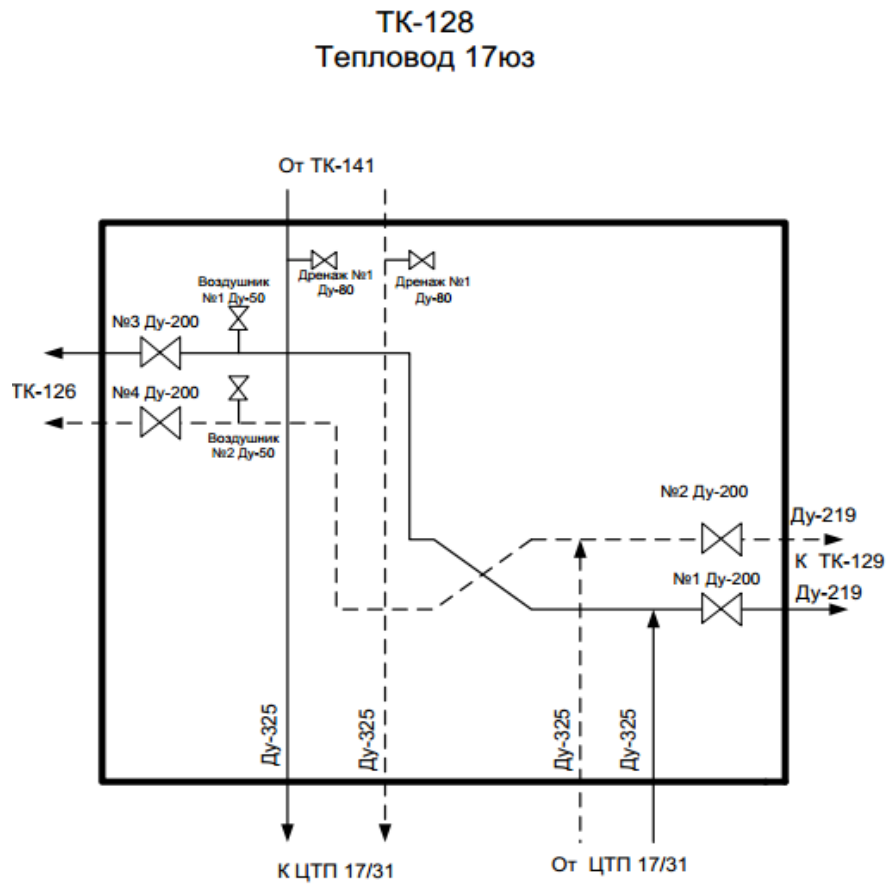 ТК-128
Тепловод 17юз
От ТК-141
Воздушник
№1 Ду-50
Дренаж №1
Ду-80
Дренаж №1
Ду-80
№3 Ду-200
ТК-126
№4 Ду-200
Воздушник
№2 Ду-50
№2 Ду-200
Ду-219
К ТК-129
№1 Ду-200
Ду-219
Ду-325
Ду-325
Ду-325
Ду-325
К ЦТП 17/31
От ЦТП 17/31